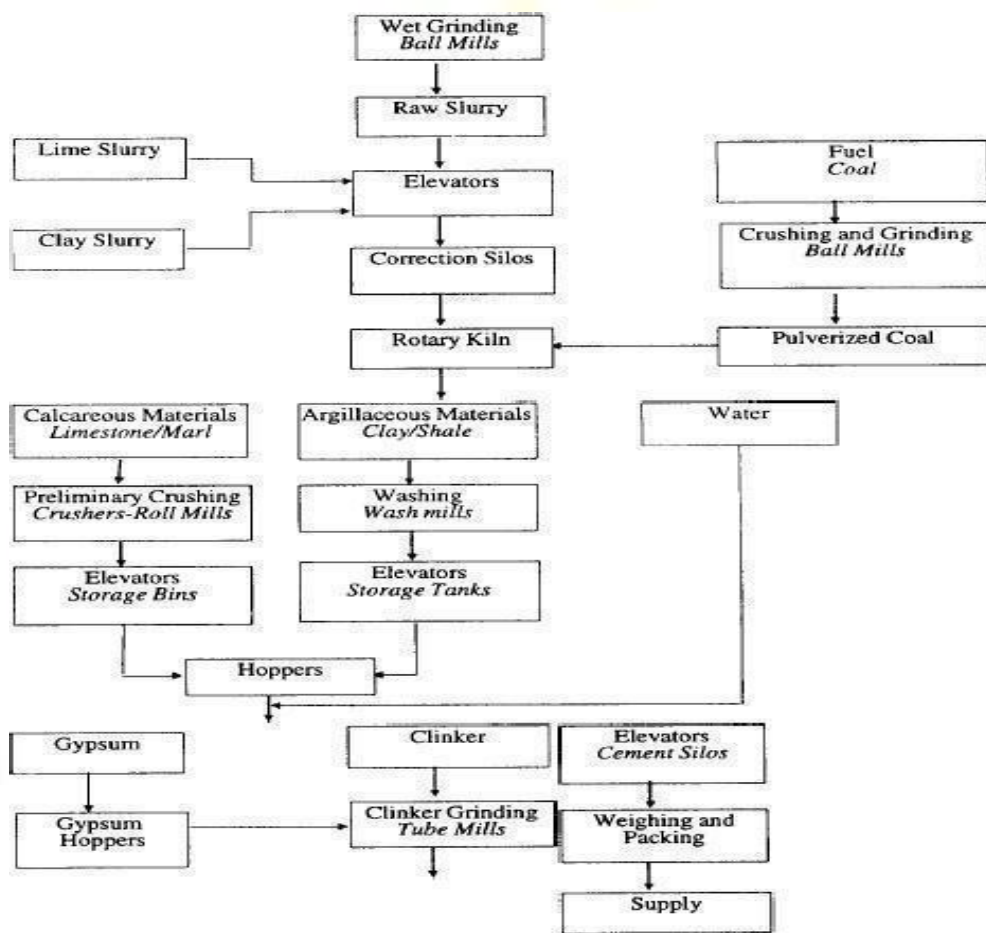 Wet Grinding
Ball Mills
Raw Slurry
Lime Slurry
Elevators
Clay Slurry
Correction Silos
Fuel
Coal
Crushing and Grinding
Ball Mills
Rotary Kiln
Pulverized Coal
Calcareous Materials
Limestone/Marl
Argillaceous Materials
Clay/Shale
Water
Preliminary Crushing
Crushers-Roll Mills
Washing
Wash mills
Elevators
Storage Bins
Elevators
Storage Tanks
Hoppers
Gypsum
Clinker
Elevators
Cement Silos
Gypsum
Hoppers
Clinker Grinding
Tube Mills
Weighing and
Packing
Supply